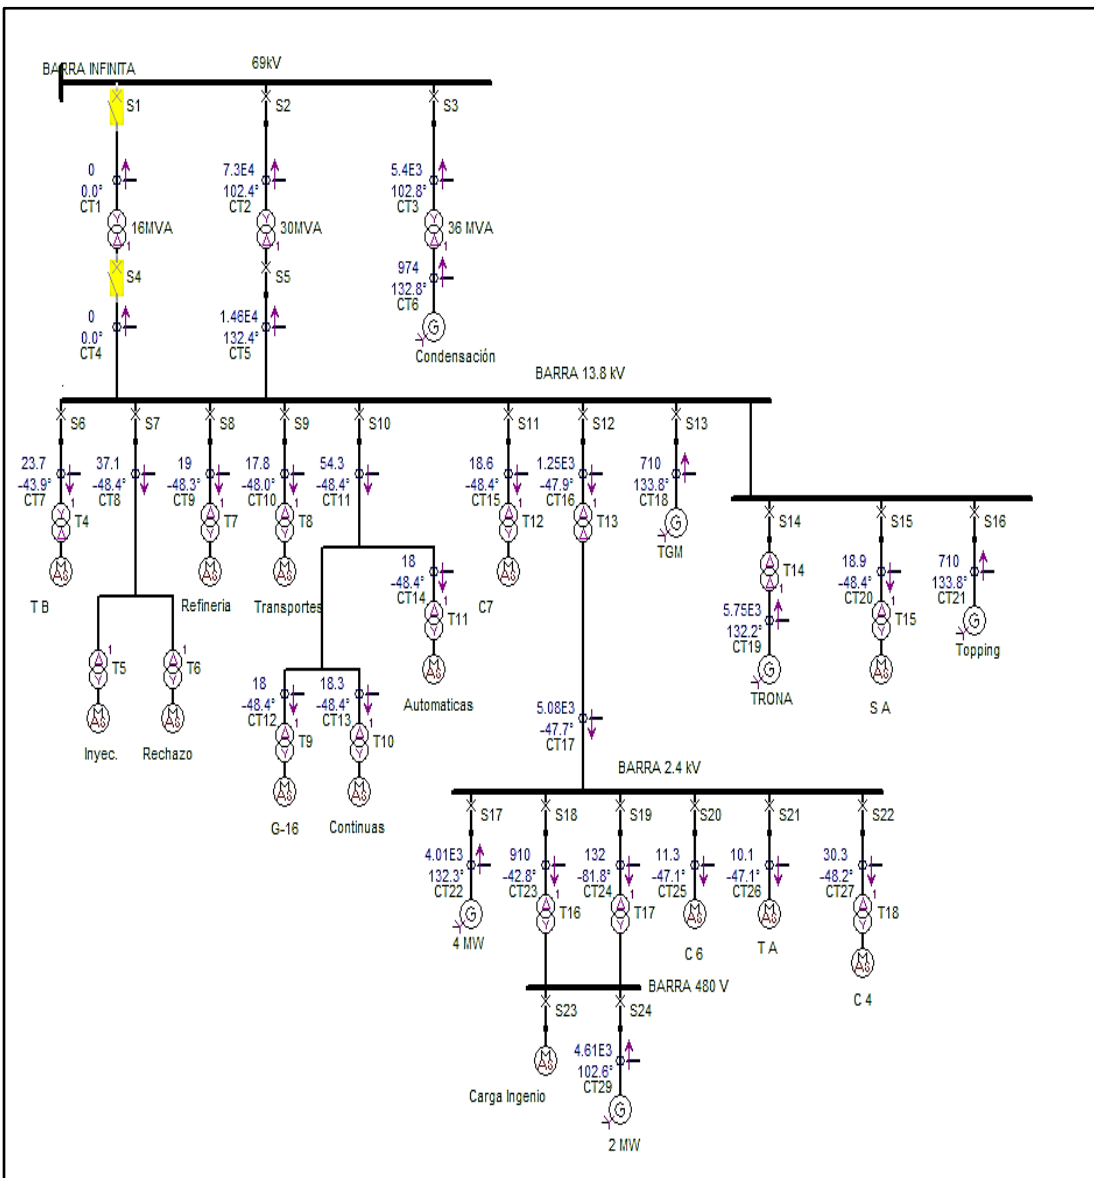 69kV
BARRA INFINITA
S1
S2
S3
0
0.0°
CT1
7.3E4
102.4°
CT2
5.4E3
102.8°
CT3
16MVA
30MVA
36 MVA
1
1
1
S4
S5
974
132.8°
CT6
G
Condensación
0
0.0°
CT4
1.46E4
132.4°
CT5
BARRA 13.8 kV
S6
S7
S8
S9
S10
S11
S12
S13
23.7
-43.9°
CT7
37.1
-48.4°
CT8
19
-48.3°
CT9
17.8
-48.0°
CT10
54.3
-48.4°
CT11
18.6
-48.4°
CT15
1.25E3
-47.9°
CT16
710
133.8°
CT18
T4
T7
T8
T12
T13
G
TGM
T B
Refineria
Transportes
C7
S14
S15
S16
T14
5.75E3
132.2°
CT19
G
TRONA
18.9
-48.4°
CT20
T15
S A
710
133.8°
CT21
G
Topping
18
-48.4°
CT14
T11
Automaticas
T5
T6
Inyec.
Rechazo
18
-48.4°
CT12
T9
G-16
18.3
-48.4°
CT13
T10
Continuas
5.08E3
-47.7°
CT17
BARRA 2.4 kV
S17
S18
S19
S20
S21
S22
4.01E3
132.3°
CT22
G
4 MW
910
-42.8°
CT23
T16
132
-81.8°
CT24
T17
11.3
-47.1°
CT25
C 6
10.1
-47.1°
CT26
T A
30.3
-48.2°
CT27
T18
C 4
BARRA 480 V
S23
S24
Carga Ingenio
4.61E3
102.6°
CT29
G
2 MW